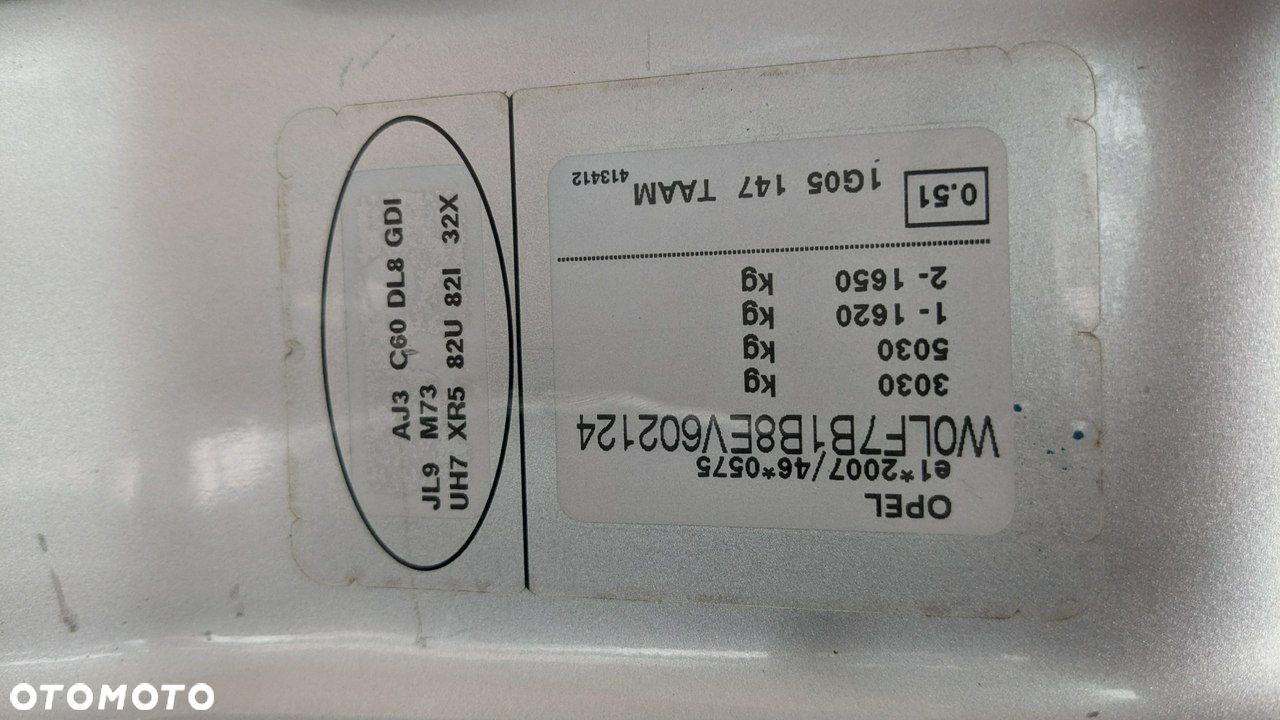 OPEL
e1*2007/46*0575
W0LF7B1B8EV602124
3030 kg
5030 kg
1- 1620 kg
2- 1650 kg
0.51 1G05 147 TAAM 413412
AJ3 C60 DL8 GDI
JL9 M73
UH7 XR5 82U 82I 32X
OTOMOTO